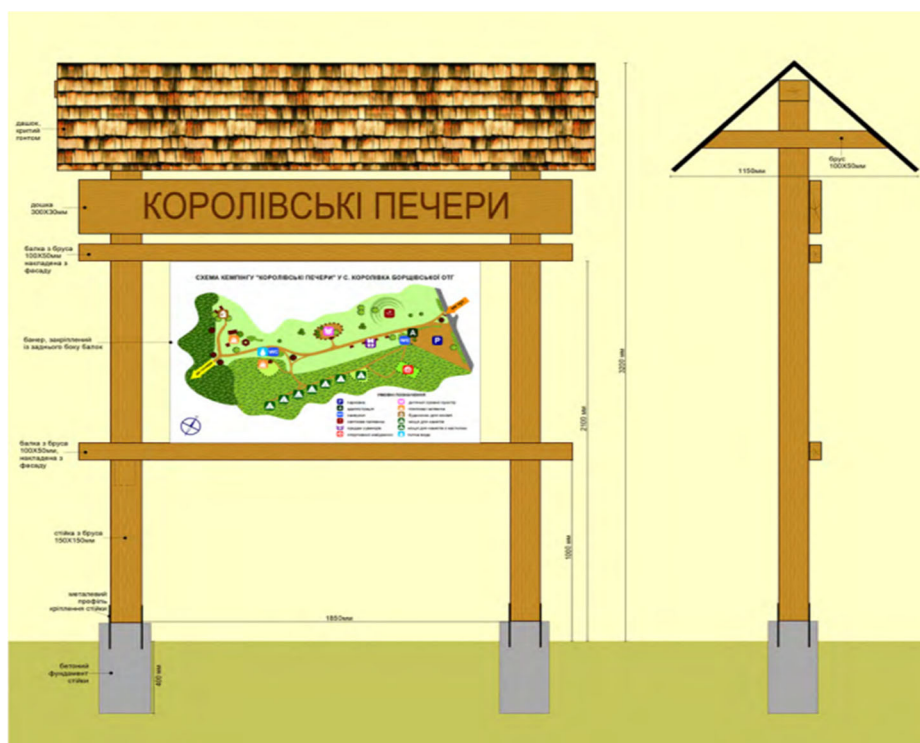 дашок,
критий
гонтом
дошка
300Х30мм
КОРОЛІВСЬКІ ПЕЧЕРИ
балка з бруса
100Х50мм
накладена з
фасаду
СХЕМА КЕМПІНГУ "КОРОЛІВСЬКІ ПЕЧЕРИ" У С. КОРОЛІВКА БОРЩІВСЬКОЇ ОТГ
банер, закріплений
із заднього боку балок
P
P
балка з бруса
100Х50мм,
накладена з
фасаду
стійка з бруса
150Х150мм
металевий
профіль
кріплення стійки
бетоний
фундамент
стійки
400 мм
1850мм
1000 мм
2100 мм
3200 мм
брус
100Х50мм
1150мм